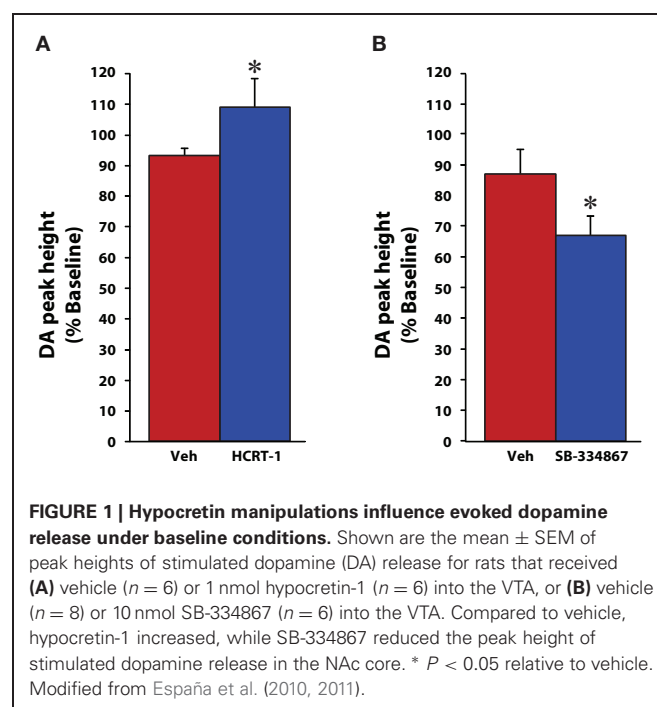 A
B
*
120
110
100
90
80
70
60
50
40
30
20
10
0
DA peak height
(% Baseline)
Veh
HCRT-1
*
120
110
100
90
80
70
60
50
40
30
20
10
0
DA peak height
(% Baseline)
Veh
SB-334867
FIGURE 1 | Hypocretin manipulations influence evoked dopamine
release under baseline conditions. Shown are the mean ± SEM of
peak heights of stimulated dopamine (DA) release for rats that received
(A) vehicle (n = 6) or 1 nmol hypocretin-1 (n = 6) into the VTA, or (B) vehicle
(n = 8) or 10 nmol SB-334867 (n = 6) into the VTA. Compared to vehicle,
hypocretin-1 increased, while SB-334867 reduced the peak height of
stimulated dopamine release in the NAc core. * P < 0.05 relative to vehicle.
Modified from España et al. (2010, 2011).